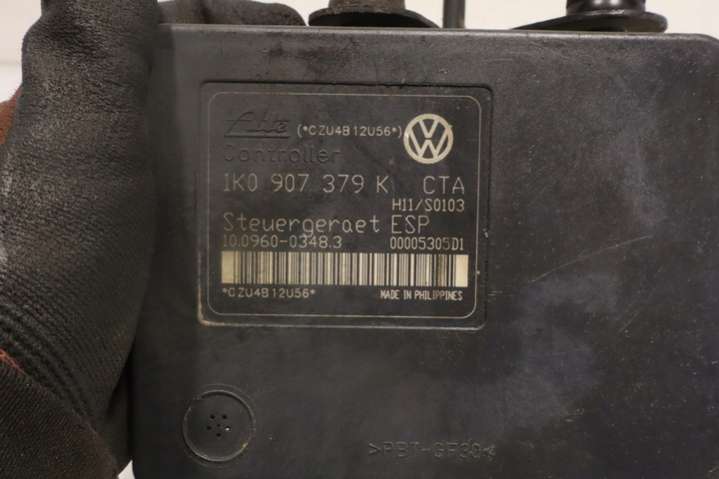 Ate (*CZU4B12U56*)
Controller
1K0 907 379 K CTA
H11/S0103
Steuergeraet ESP
10.0960-0348.3 00005305D1
*CZU4B12U56* MADE IN PHILIPPINES
>PBT-GF30<